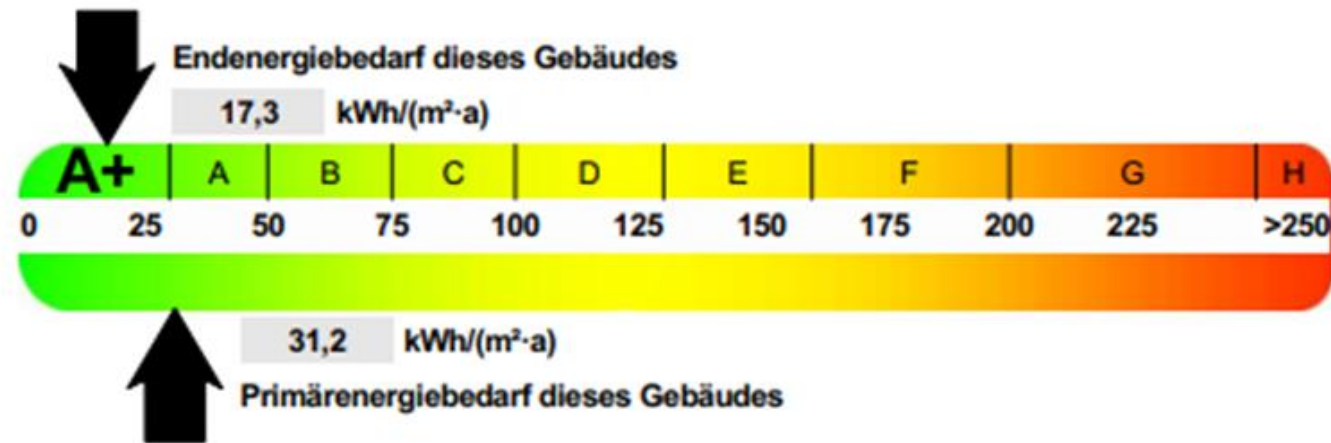 Endenergiebedarf dieses Gebäudes
17,3 kWh/(m²·a)
A+ A B C D E F G H
0 25 50 75 100 125 150 175 200 225 >250
31,2 kWh/(m²·a)
Primärenergiebedarf dieses Gebäudes